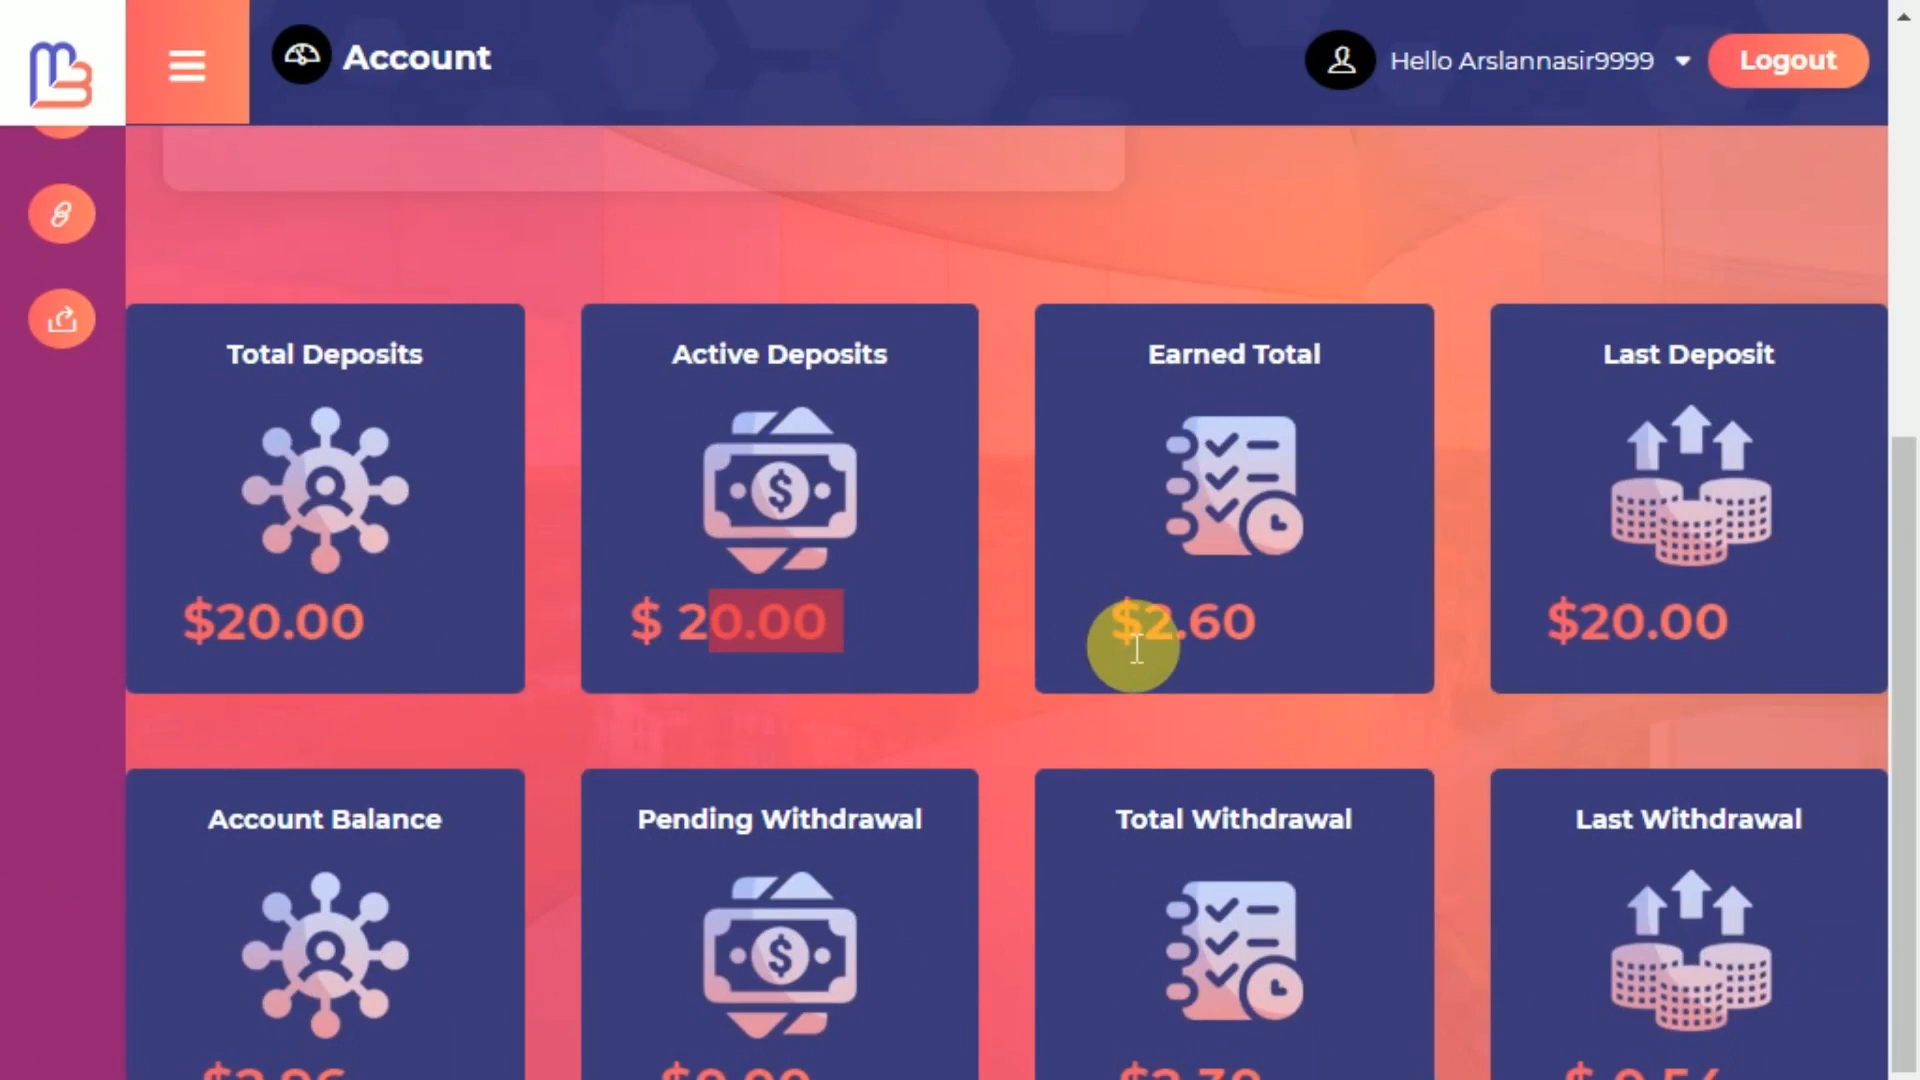 Account
Hello Arslannasir9999
Logout
Total Deposits
Active Deposits
Earned Total
Last Deposit
$20.00
$ 20.00
$2.60
$20.00
Account Balance
Pending Withdrawal
Total Withdrawal
Last Withdrawal